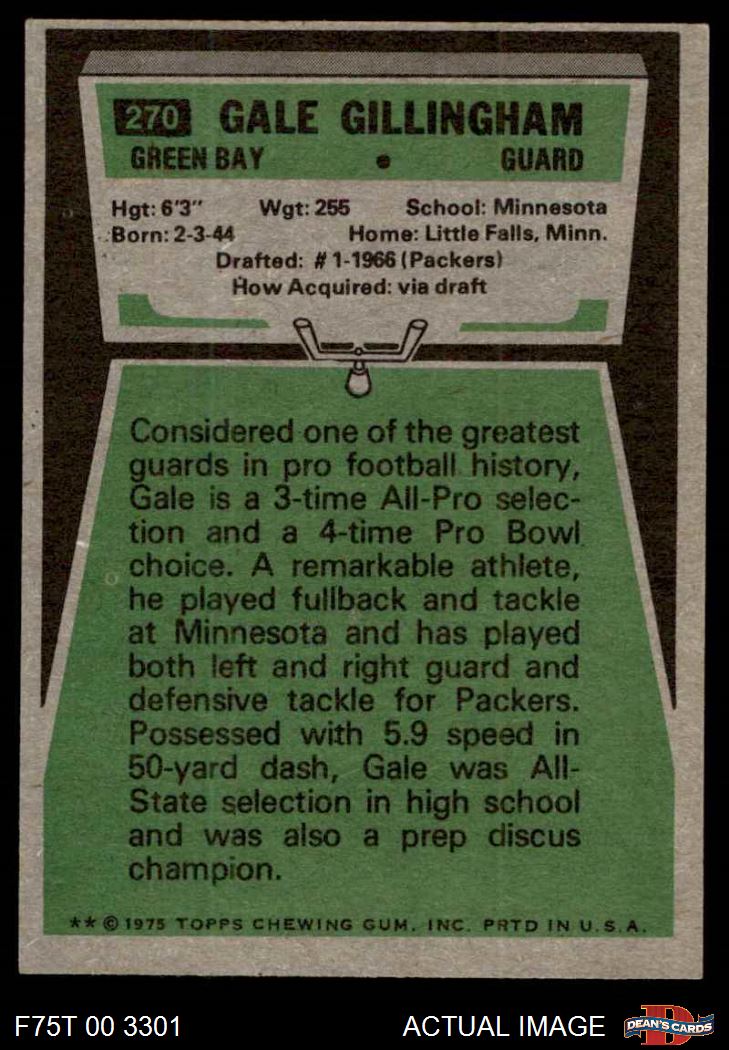 270 GALE GILLINGHAM
GREEN BAY • GUARD
Hgt: 6'3" Wgt: 255 School: Minnesota
Born: 2-3-44 Home: Little Falls, Minn.
Drafted: #1-1966 (Packers)
How Acquired: via draft
Considered one of the greatest
guards in pro football history,
Gale is a 3-time All-Pro selec-
tion and a 4-time Pro Bowl
choice. A remarkable athlete,
he played fullback and tackle
at Minnesota and has played
both left and right guard and
defensive tackle for Packers.
Possessed with 5.9 speed in
50-yard dash, Gale was All-
State selection in high school
and was also a prep discus
champion.
** © 1975 TOPPS CHEWING GUM, INC. PRTD IN U.S.A.
F75T 00 3301 ACTUAL IMAGE D DEAN'S CARDS